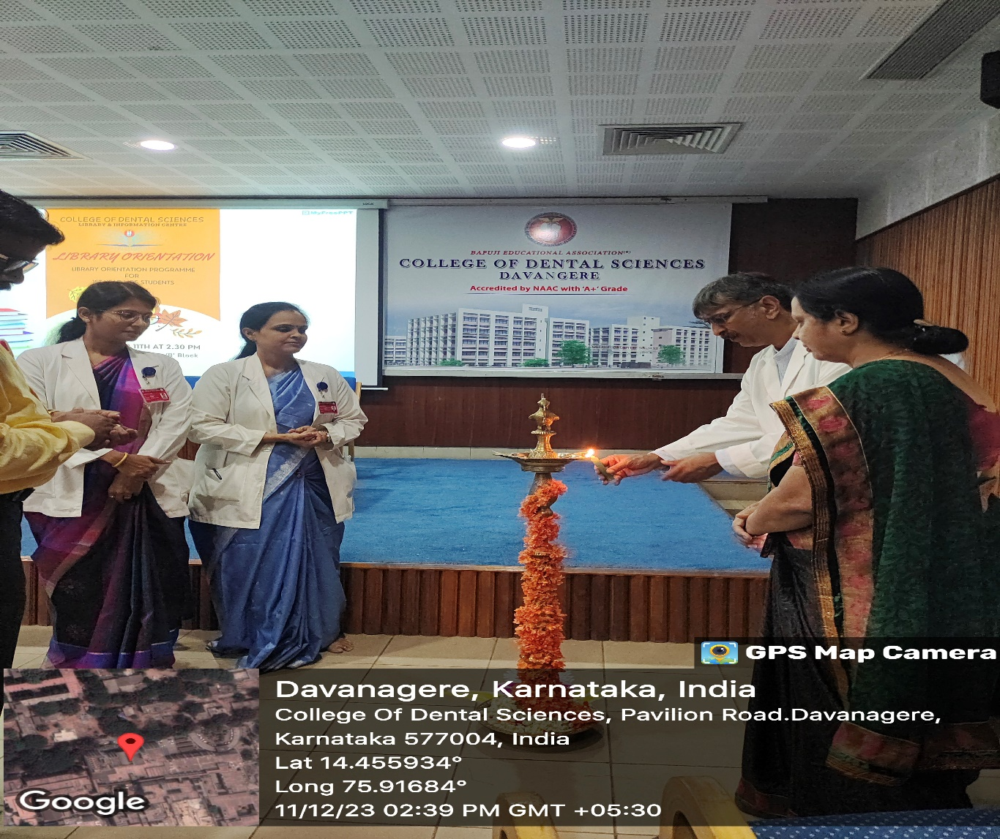 MyFreePPT
COLLEGE OF DENTAL SCIENCES
LIBRARY & INFORMATION CENTRE
LIBRARY ORIENTATION
LIBRARY ORIENTATION PROGRAMME
FOR
STUDENTS
11TH AT 2.30 PM
'B' Block
BAPUJI EDUCATIONAL ASSOCIATION(R)
COLLEGE OF DENTAL SCIENCES
DAVANGERE
Accredited by NAAC with 'A+' Grade
GPS Map Camera
Davanagere, Karnataka, India
College Of Dental Sciences, Pavilion Road.Davanagere,
Karnataka 577004, India
Lat 14.455934°
Long 75.91684°
11/12/23 02:39 PM GMT +05:30
Google